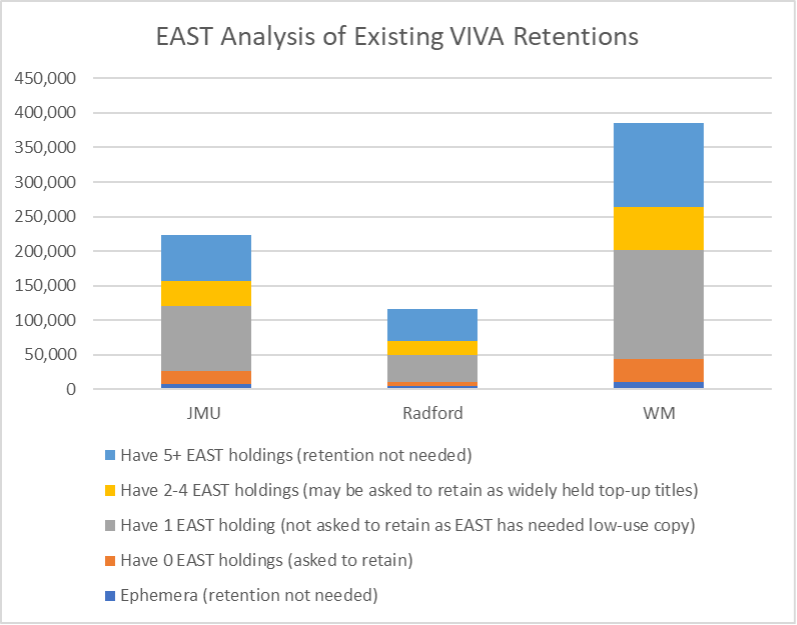 EAST Analysis of Existing VIVA Retentions
450,000
400,000
350,000
300,000
250,000
200,000
150,000
100,000
50,000
0
JMU
Radford
WM
Have 5+ EAST holdings (retention not needed)
Have 2-4 EAST holdings (may be asked to retain as widely held top-up titles)
Have 1 EAST holding (not asked to retain as EAST has needed low-use copy)
Have 0 EAST holdings (asked to retain)
Ephemera (retention not needed)